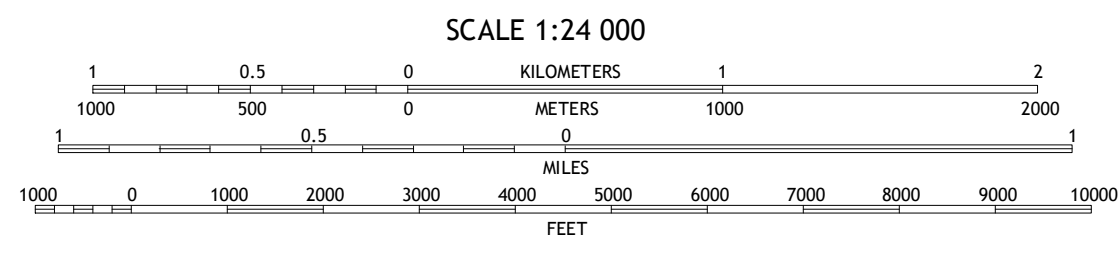 SCALE 1:24 000
1 0.5 0 KILOMETERS 1 2
1000 500 0 METERS 1000 2000
1 0.5 0 1
MILES
1000 0 1000 2000 3000 4000 5000 6000 7000 8000 9000 10000
FEET